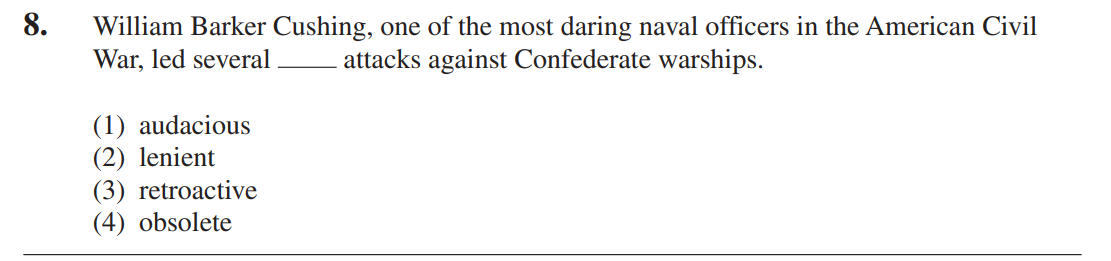 8. William Barker Cushing, one of the most daring naval officers in the American Civil
War, led several _____ attacks against Confederate warships.
(1) audacious
(2) lenient
(3) retroactive
(4) obsolete